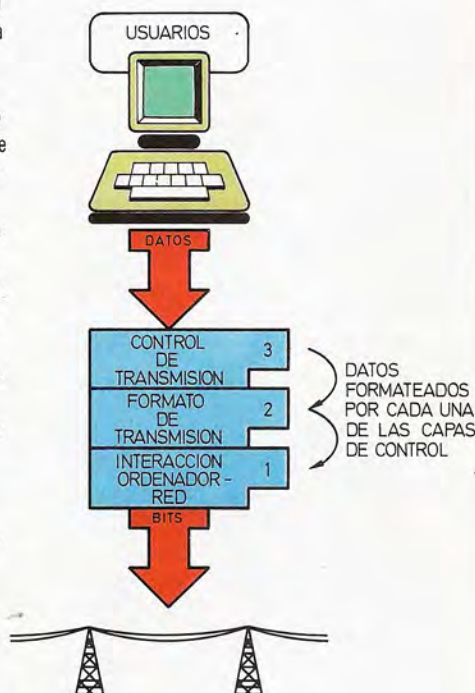 USUARIOS
DATOS
CONTROL
DE
TRANSMISION
3
FORMATO
DE
TRANSMISION
2
INTERACCION
ORDENADOR -
RED
1
DATOS
FORMATEADOS
POR CADA UNA
DE LAS CAPAS
DE CONTROL
BITS